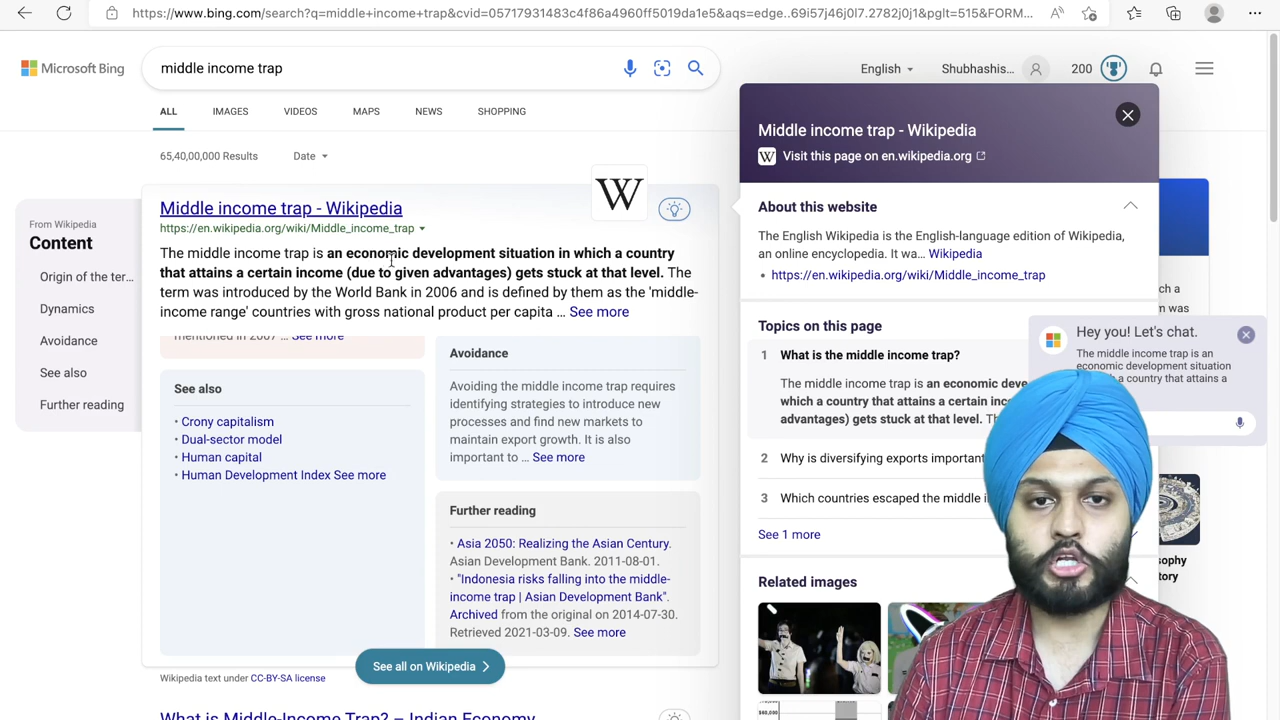 https://www.bing.com/search?q=middle+income+trap&cvid=05717931483c4f86a4960ff5019da1e5&aqs=edge..69i57j46j0l7.2782j0j1&pglt=515&FORM...
Microsoft Bing
middle income trap
English
Shubhashis...
200
ALL
IMAGES
VIDEOS
MAPS
NEWS
SHOPPING
65,40,00,000 Results
Date
From Wikipedia
Content
Origin of the ter...
Dynamics
Avoidance
See also
Further reading
W
Middle income trap - Wikipedia
https://en.wikipedia.org/wiki/Middle_income_trap
The middle income trap is an economic development situation in which a country
that attains a certain income (due to given advantages) gets stuck at that level. The
term was introduced by the World Bank in 2006 and is defined by them as the 'middle-
income range' countries with gross national product per capita ... See more
mentioned in 2007 ... See more
See also
• Crony capitalism
• Dual-sector model
• Human capital
• Human Development Index See more
Avoidance
Avoiding the middle income trap requires
identifying strategies to introduce new
processes and find new markets to
maintain export growth. It is also
important to ... See more
Further reading
• Asia 2050: Realizing the Asian Century.
Asian Development Bank. 2011-08-01.
• "Indonesia risks falling into the middle-
income trap | Asian Development Bank".
Archived from the original on 2014-07-30.
Retrieved 2021-03-09. See more
See all on Wikipedia
Wikipedia text under CC-BY-SA license
What is Middle-Income Trap? – Indian Economy
Middle income trap - Wikipedia
W Visit this page on en.wikipedia.org
About this website
The English Wikipedia is the English-language edition of Wikipedia,
an online encyclopedia. It wa... Wikipedia
• https://en.wikipedia.org/wiki/Middle_income_trap
Topics on this page
1 What is the middle income trap?
The middle income trap is an economic deve
which a country that attains a certain inc
advantages) gets stuck at that level. Th
2 Why is diversifying exports important
3 Which countries escaped the middle i
See 1 more
Related images
$40,000
ch a
m was
Hey you! Let's chat.
The middle income trap is an
economic development situation
a country that attains a
sophy
tory